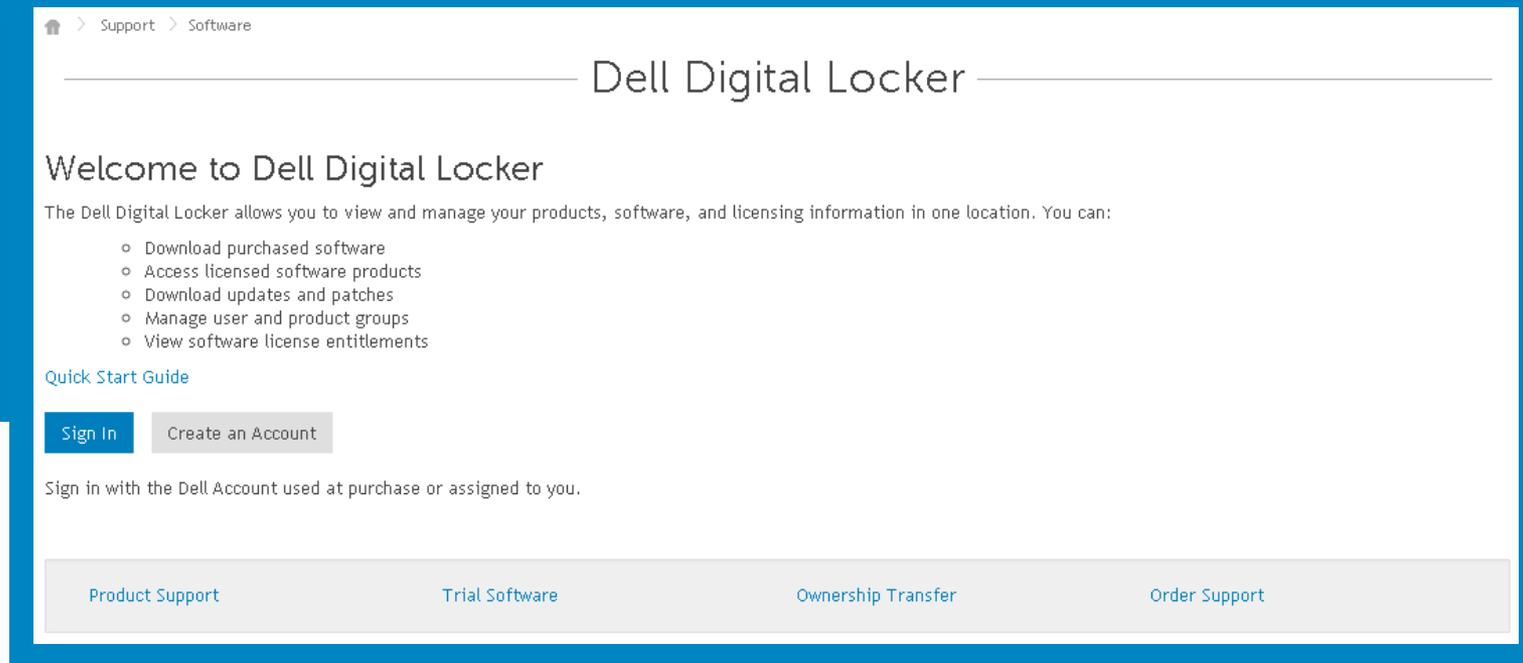 Support > Software
Dell Digital Locker
Welcome to Dell Digital Locker
The Dell Digital Locker allows you to view and manage your products, software, and licensing information in one location. You can:
Download purchased software
Access licensed software products
Download updates and patches
Manage user and product groups
View software license entitlements
Quick Start Guide
Sign In Create an Account
Sign in with the Dell Account used at purchase or assigned to you.
Product Support Trial Software Ownership Transfer Order Support